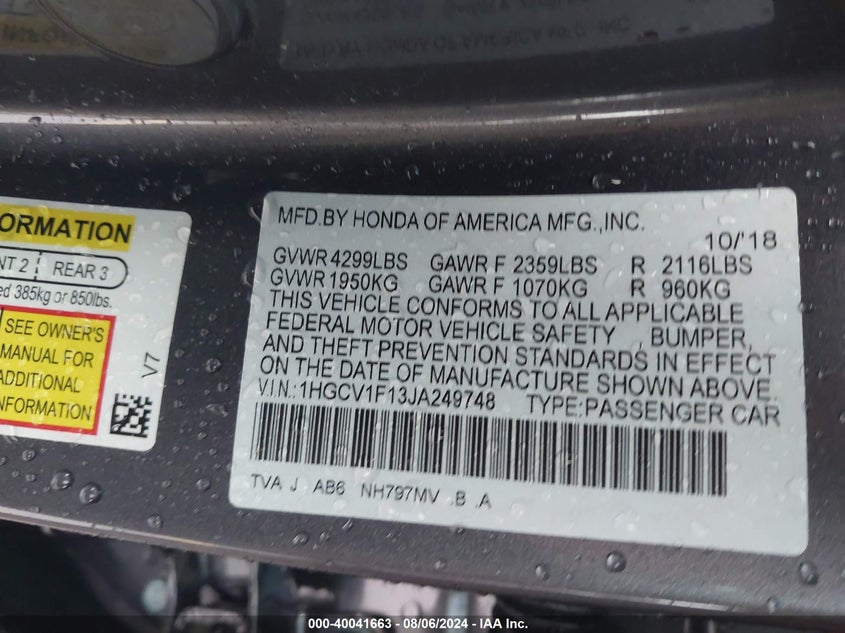 MFD.BY HONDA OF AMERICA MFG.,INC.
10/'18
GVWR 4299LBS GAWR F 2359LBS R 2116LBS
GVWR 1950KG GAWR F 1070KG R 960KG
THIS VEHICLE CONFORMS TO ALL APPLICABLE
FEDERAL MOTOR VEHICLE SAFETY , BUMPER,
AND THEFT PREVENTION STANDARDS IN EFFECT
ON THE DATE OF MANUFACTURE SHOWN ABOVE.
V.I.N.:1HGCV1F13JA249748 TYPE:PASSENGER CAR
TVA J AB6 NH797MV .B .A
ORMATION
NT 2 REAR 3
ed 385kg or 850lbs.
SEE OWNER'S
MANUAL FOR
ADDITIONAL
NFORMATION
V7
000-40041663 - 08/06/2024 - IAA Inc.